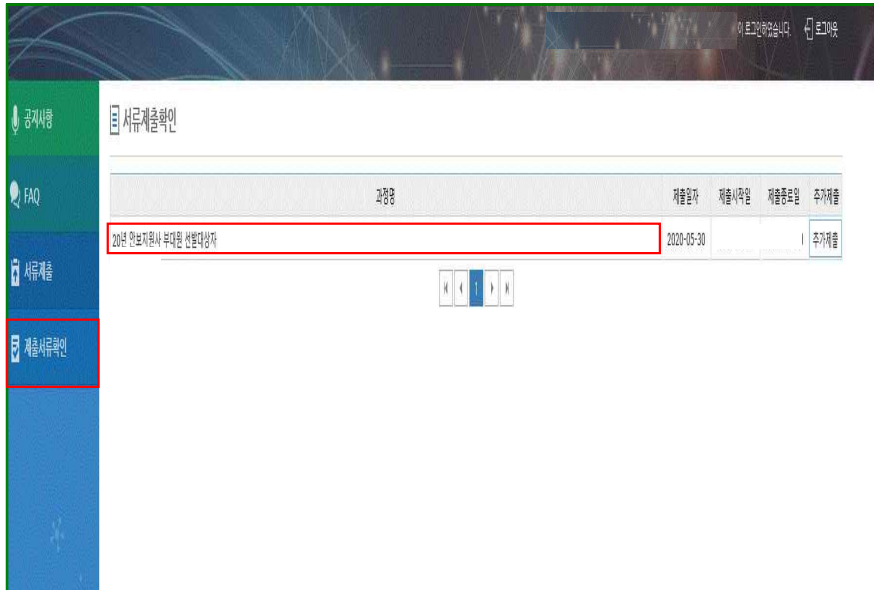 이 로그인하였습니다. 로그아웃
공지사항
FAQ
서류제출
제출서류확인
서류제출확인
과정명 제출일자 제출시작일 제출종료일 추가제출
20년 안보지원사 부대원 선발대상자 2020-05-30 추가제출
1